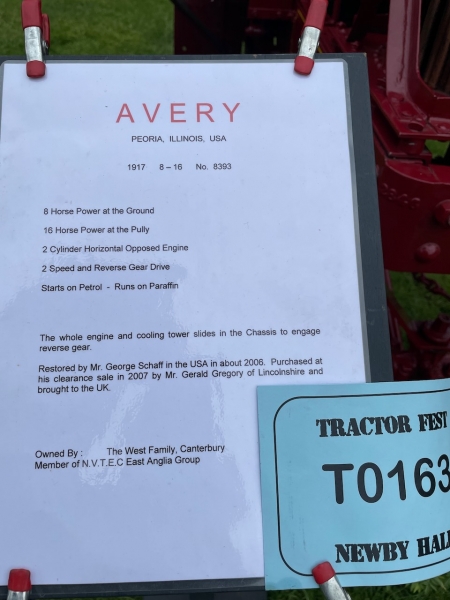 AVERY
PEORIA, ILLINOIS, USA
1917 8 – 16 No. 8393
8 Horse Power at the Ground
16 Horse Power at the Pully
2 Cylinder Horizontal Opposed Engine
2 Speed and Reverse Gear Drive
Starts on Petrol - Runs on Paraffin
The whole engine and cooling tower slides in the Chassis to engage
reverse gear.
Restored by Mr. George Schaff in the USA in about 2006. Purchased at
his clearance sale in 2007 by Mr. Gerald Gregory of Lincolnshire and
brought to the UK.
Owned By : The West Family, Canterbury
Member of N.V.T.E.C East Anglia Group
TRACTOR FEST
T0163
NEWBY HALL